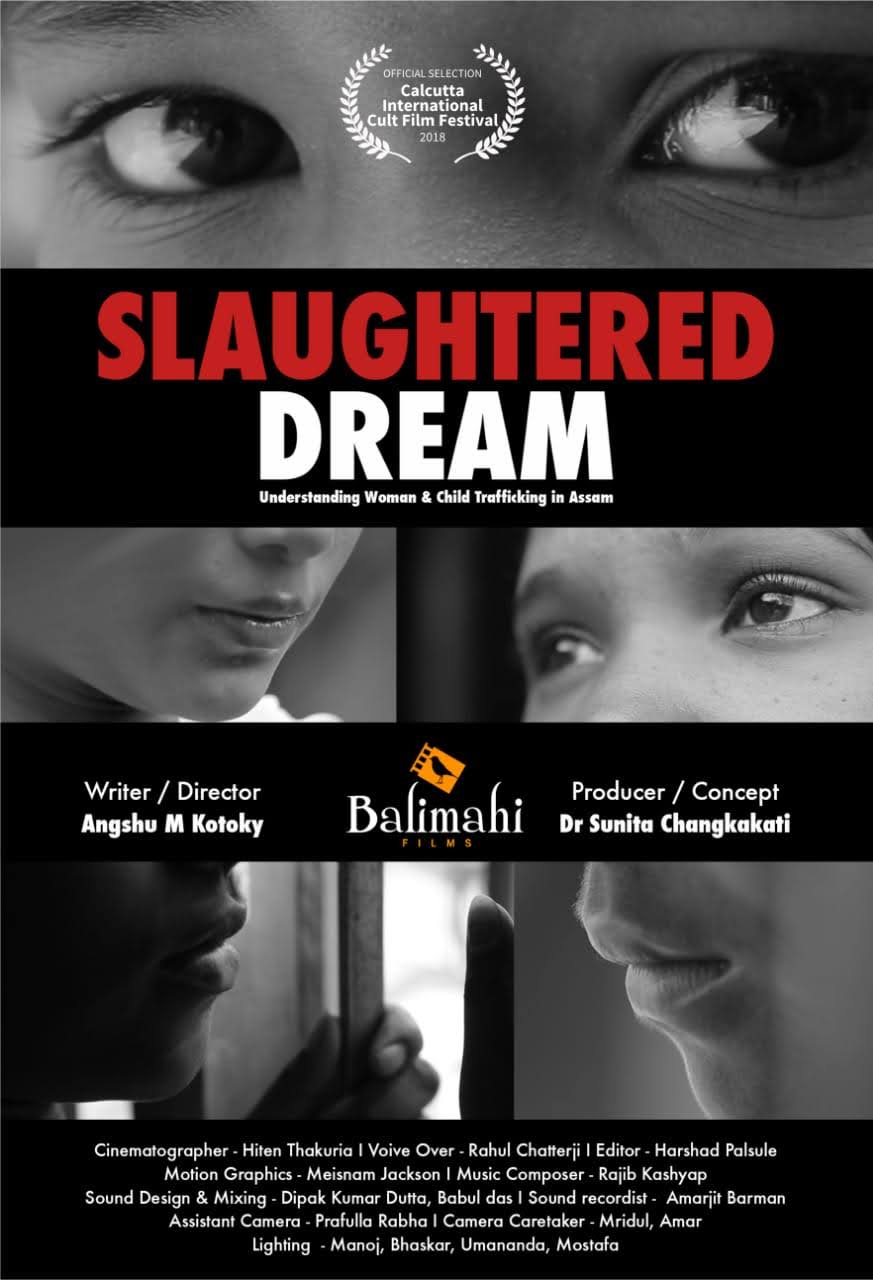 OFFICIAL SELECTION
Calcutta
International
Cult Film Festival
2018
SLAUGHTERED
DREAM
Understanding Woman & Child Trafficking in Assam
Writer / Director
Angshu M Kotoky
Balimahi
FILMS
Producer / Concept
Dr Sunita Changkakati
Cinematographer - Hiten Thakuria I Voive Over - Rahul Chatterji I Editor - Harshad Palsule
Motion Graphics - Meisnam Jackson I Music Composer - Rajib Kashyap
Sound Design & Mixing - Dipak Kumar Dutta, Babul das I Sound recordist - Amarjit Barman
Assistant Camera - Prafulla Rabha I Camera Caretaker - Mridul, Amar
Lighting - Manoj, Bhaskar, Umananda, Mostafa